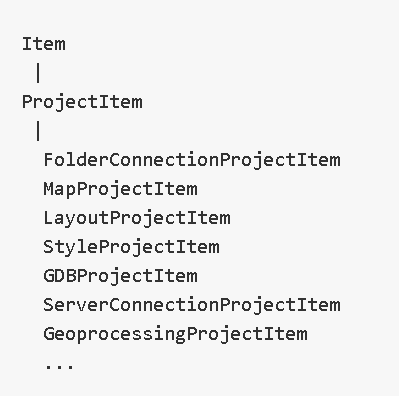 Item
|
ProjectItem
|
FolderConnectionProjectItem
MapProjectItem
LayoutProjectItem
StyleProjectItem
GDBProjectItem
ServerConnectionProjectItem
GeoprocessingProjectItem
...